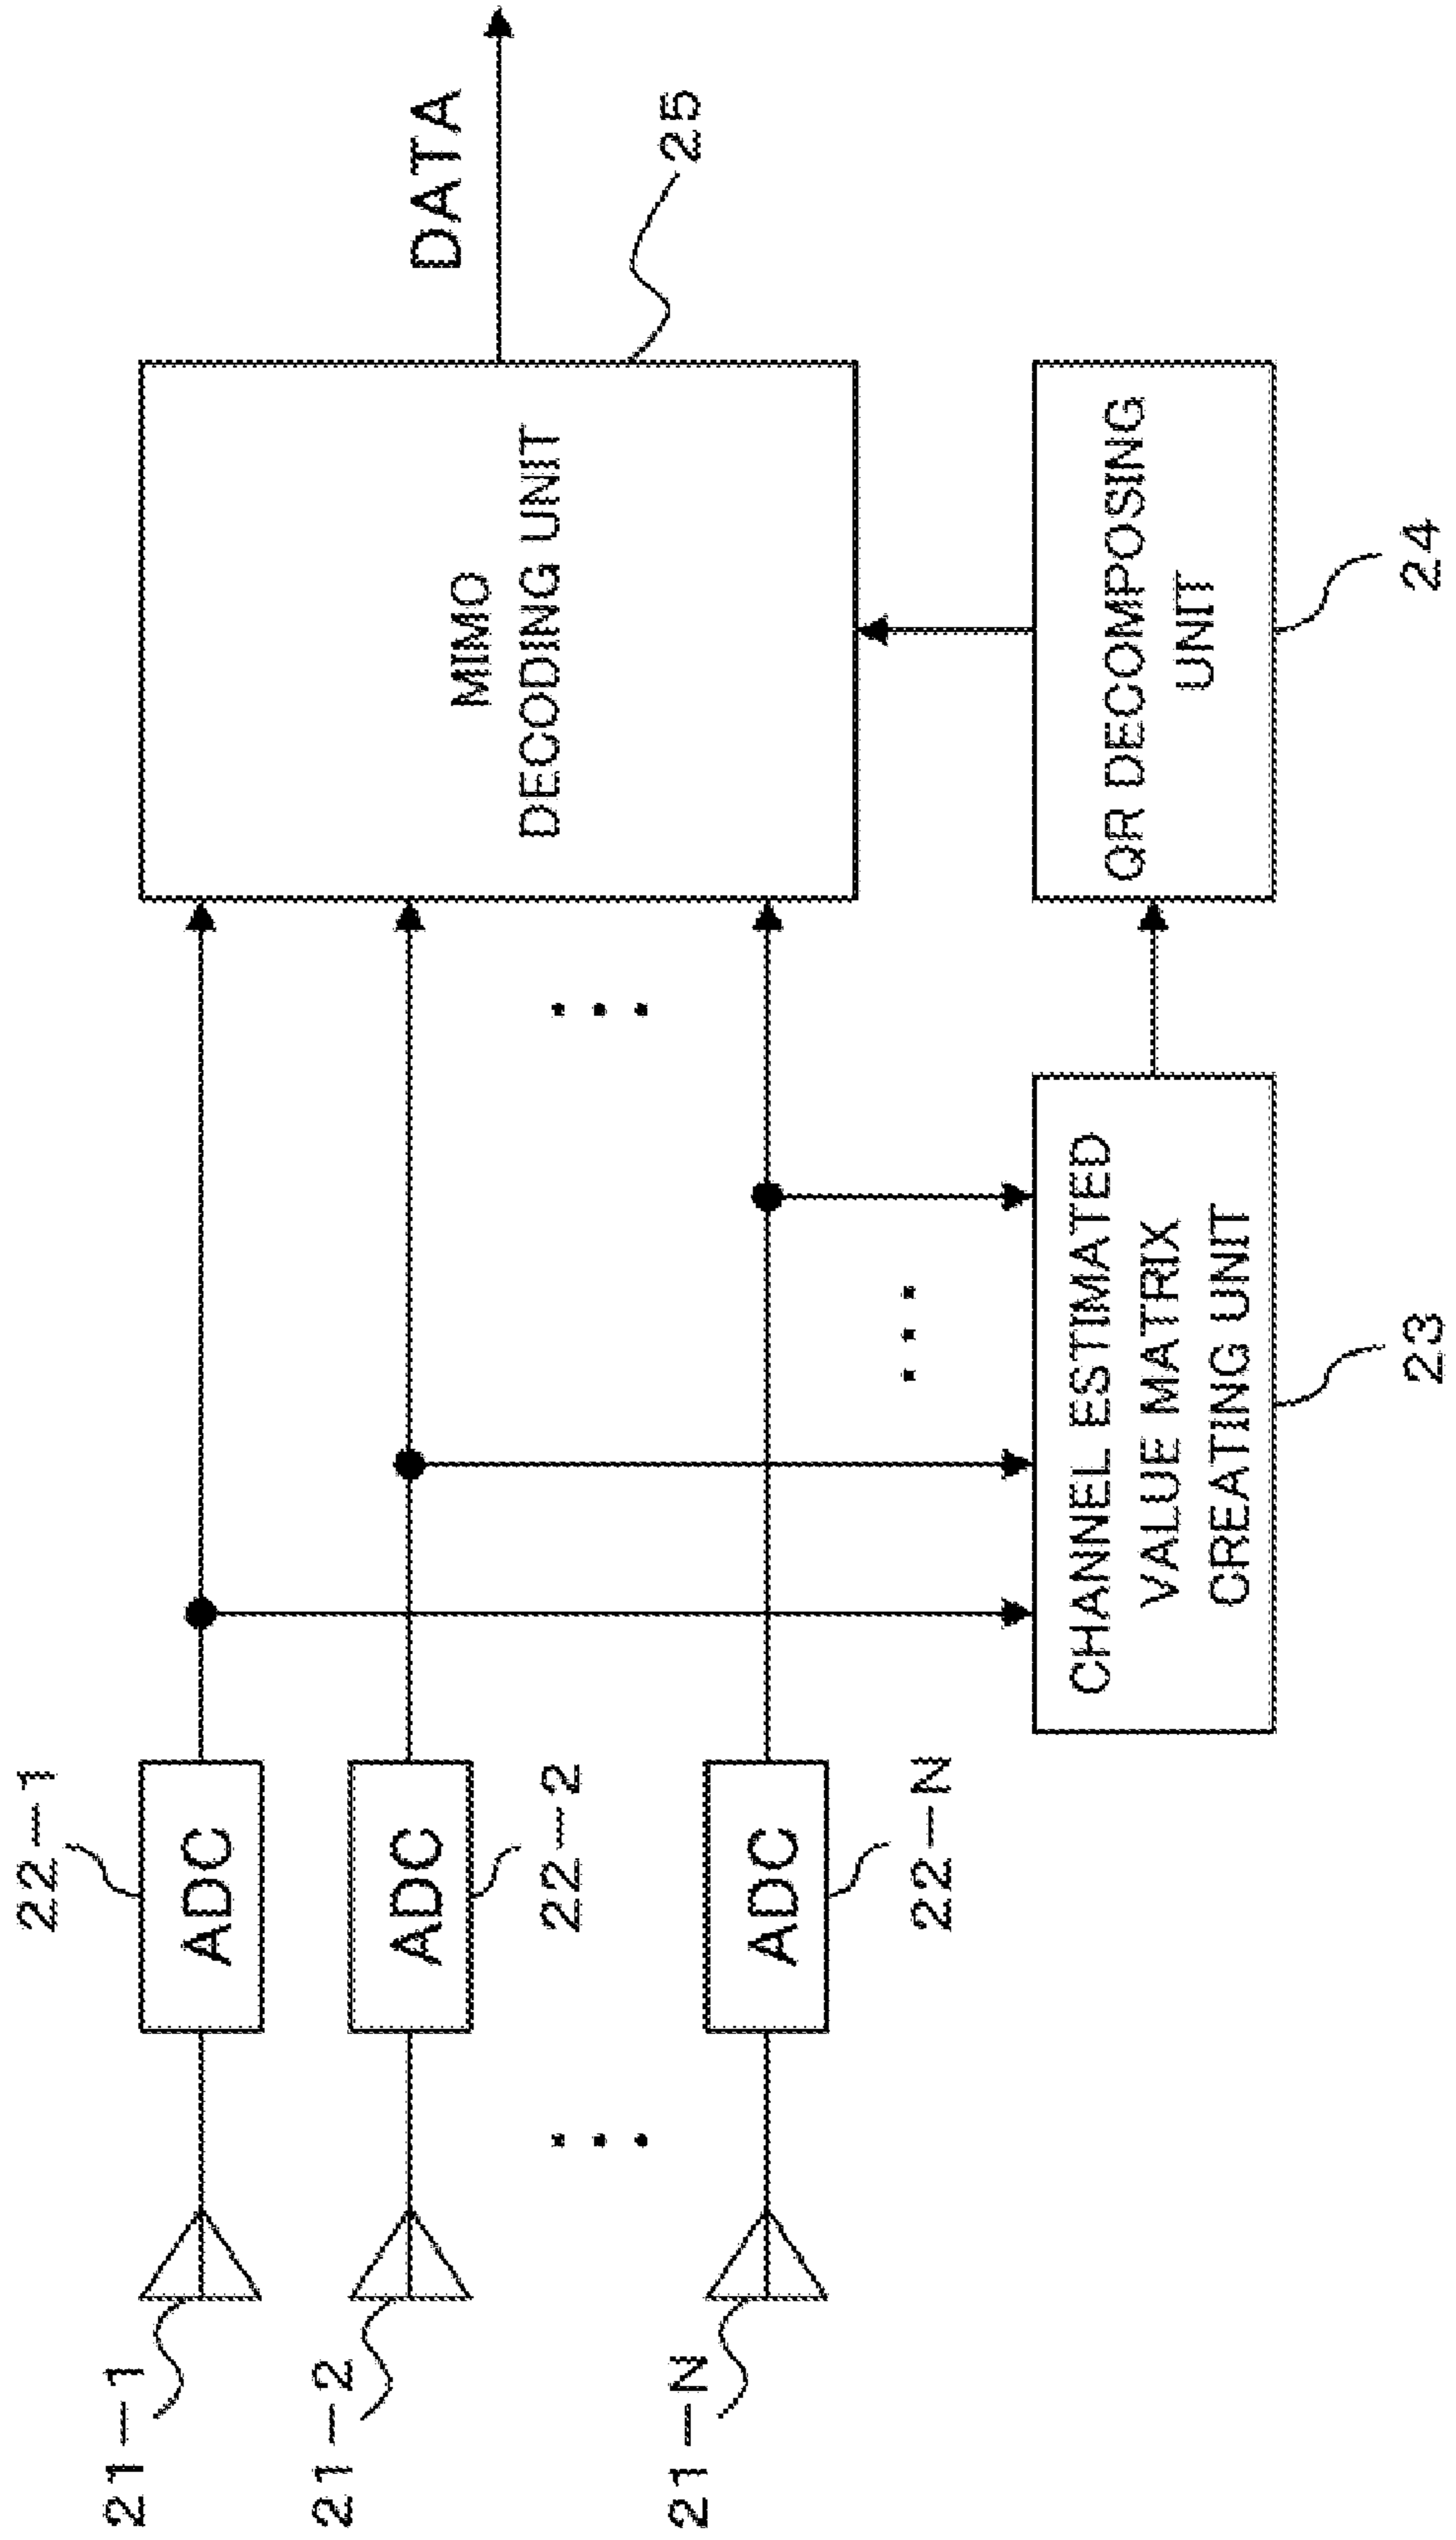 21-1
22-1
ADC
21-2
ADC
22-2
21-N
ADC
22-N
MIMO
DECODING UNIT
DATA
25
CHANNEL ESTIMATED
VALUE MATRIX
CREATING UNIT
23
QR DECOMPOSING
UNIT
24